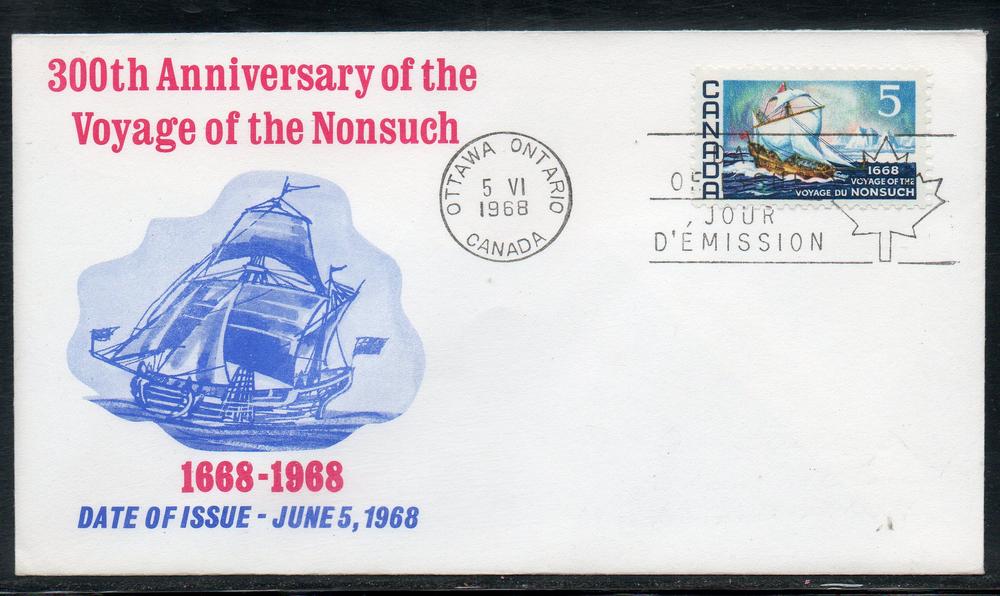 300th Anniversary of the
Voyage of the Nonsuch
OTTAWA ONTARIO
5 VI
1968
CANADA
CANADA
5
1668
VOYAGE OF THE
VOYAGE DU NONSUCH
JOUR
D'ÉMISSION
1668-1968
DATE OF ISSUE - JUNE 5, 1968